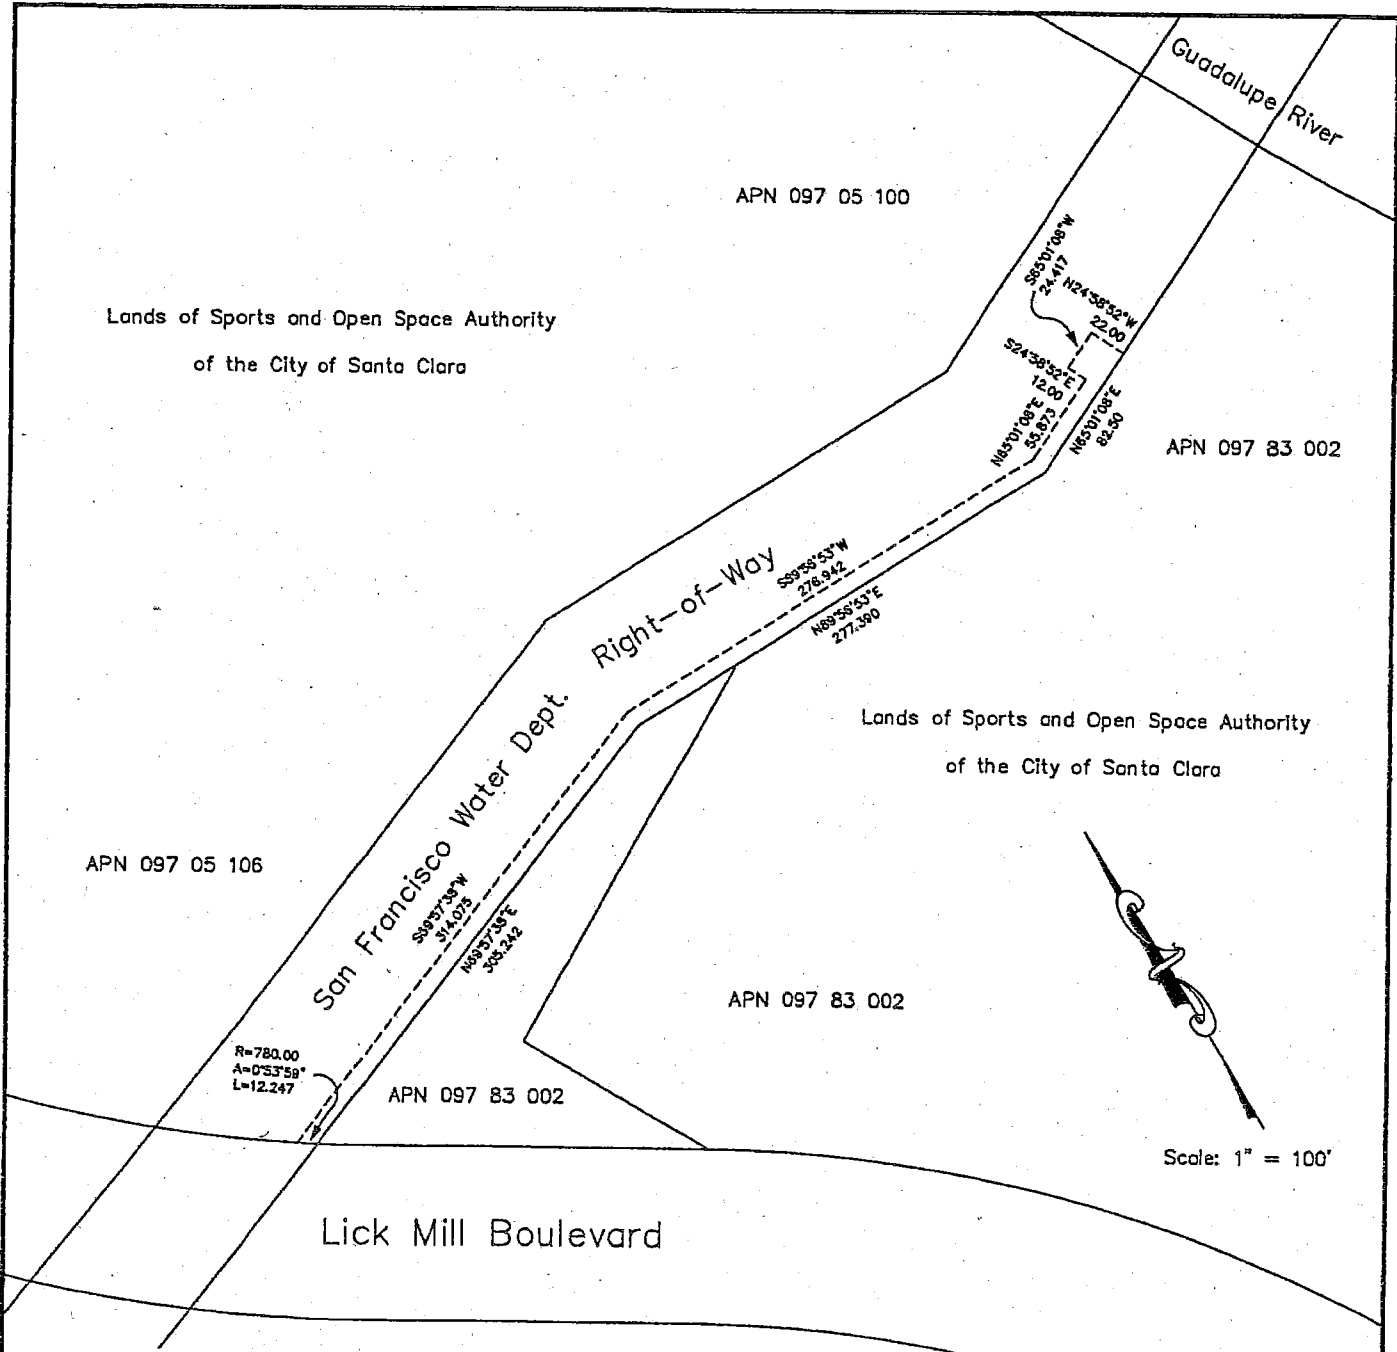 Guadalupe River
APN 097 05 100
S65°01'08"W
24.417
N24°58'52"W
22.00
Lands of Sports and Open Space Authority
of the City of Santa Clara
S24°58'52"E
12.00
N65°01'08"E
55.873
N65°01'08"E
82.50
APN 097 83 002
San Francisco Water Dept. Right-of-Way
S89°56'53"W
276.942
N89°56'53"E
277.390
Lands of Sports and Open Space Authority
of the City of Santa Clara
APN 097 05 106
S69°57'38"W
314.075
N69°57'38"E
305.242
APN 097 83 002
R=780.00
A=0°53'59"
L=12.247
APN 097 83 002
Scale: 1" = 100'
Lick Mill Boulevard